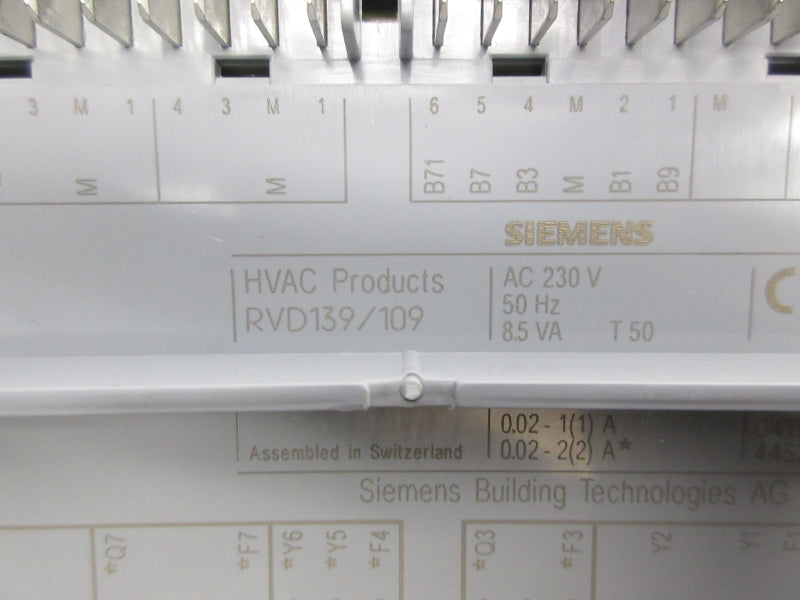 3 M 1 4 3 M 1 6 5 4 M 2 1 M
M M B71 B7 B3 M B1 B9
SIEMENS
HVAC Products
RVD139/109
AC 230 V
50 Hz
8.5 VA T 50
0.02 - 1(1) A
Assembled in Switzerland
0.02 - 2(2) A*
Siemens Building Technologies AG
*Q7 *F7 *Y6 *Y5 *F4 *Q3 *F3 Y2 Y1